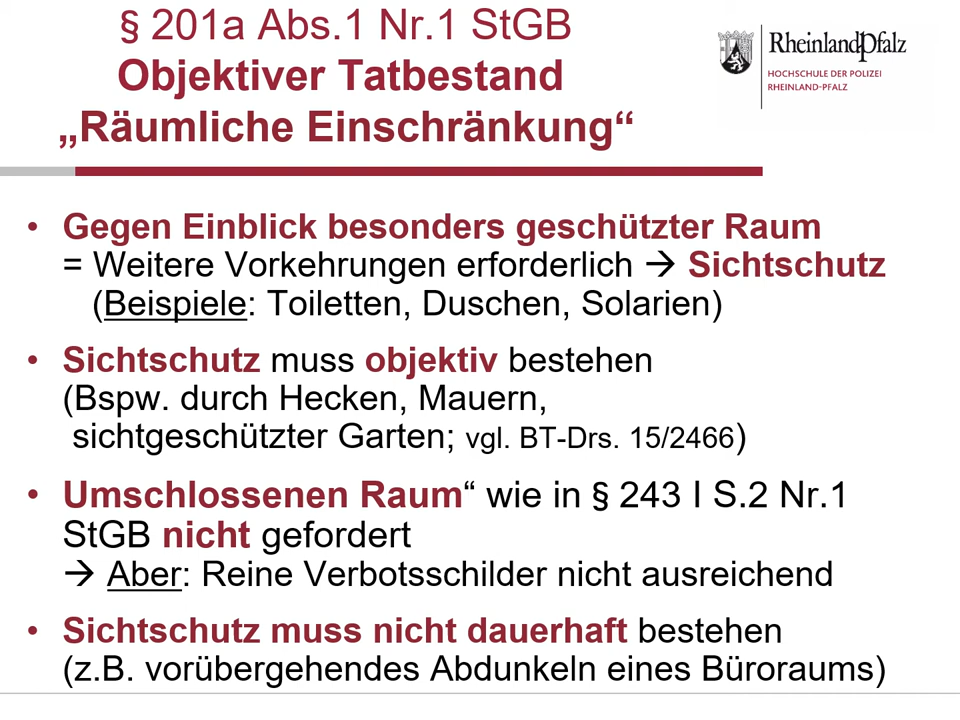 § 201a Abs.1 Nr.1 StGB
Objektiver Tatbestand
„Räumliche Einschränkung“
RheinlandPfalz
HOCHSCHULE DER POLIZEI
RHEINLAND-PFALZ
• Gegen Einblick besonders geschützter Raum
= Weitere Vorkehrungen erforderlich → Sichtschutz
(Beispiele: Toiletten, Duschen, Solarien)
• Sichtschutz muss objektiv bestehen
(Bspw. durch Hecken, Mauern,
sichtgeschützter Garten; vgl. BT-Drs. 15/2466)
• Umschlossenen Raum“ wie in § 243 I S.2 Nr.1
StGB nicht gefordert
→ Aber: Reine Verbotsschilder nicht ausreichend
• Sichtschutz muss nicht dauerhaft bestehen
(z.B. vorübergehendes Abdunkeln eines Büroraums)